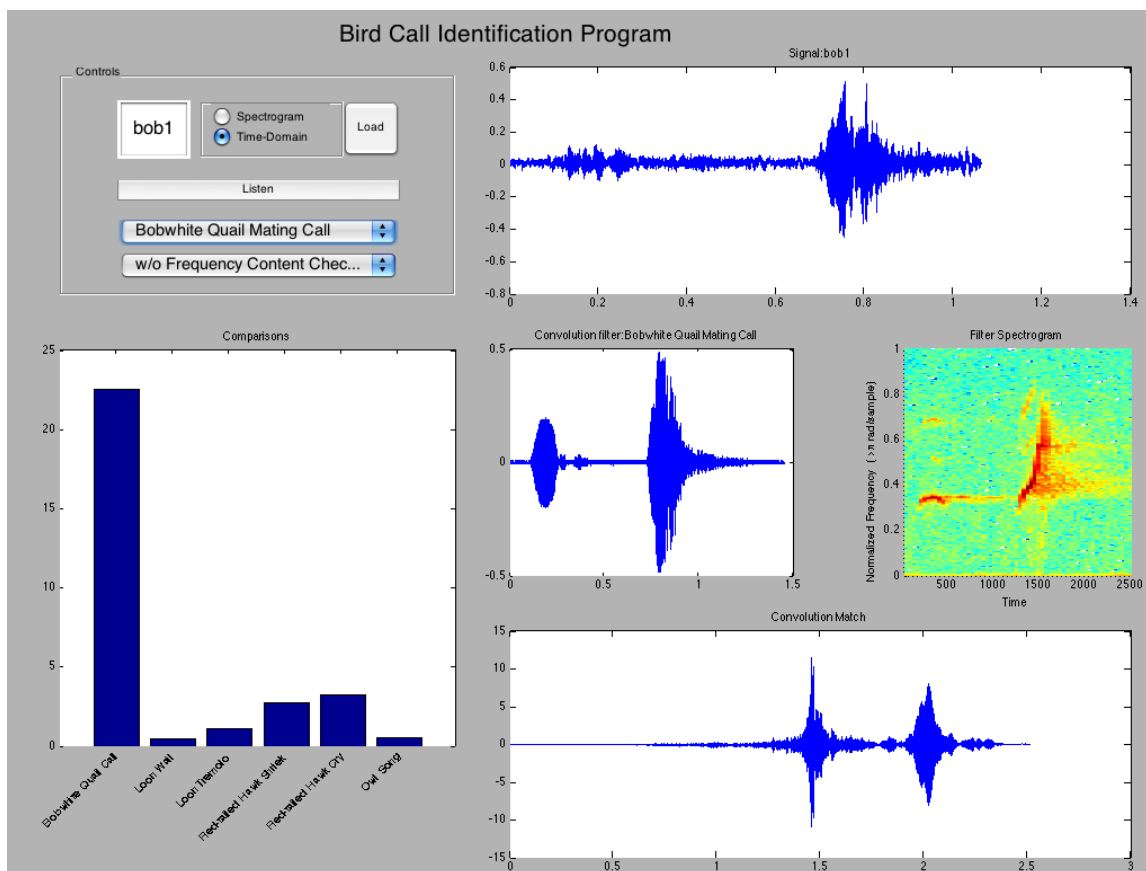 Bird Call Identification Program
Controls
bob1
Spectrogram
Time-Domain
Load
Listen
Bobwhite Quail Mating Call
w/o Frequency Content Chec...
Signal:bob1
0.6
0.4
0.2
0
-0.2
-0.4
-0.6
-0.8
0 0.2 0.4 0.6 0.8 1 1.2 1.4
Comparisons
25
20
15
10
5
0
Bobwhite Quail Call
Loon Wail
Loon Tremolo
Red-tailed Hawk Shriek
Red-tailed Hawk Cry
Owl Song
Convolution filter:Bobwhite Quail Mating Call
0.5
0
-0.5
0 0.5 1 1.5
Filter Spectrogram
Normalized Frequency (×π rad/sample)
1
0.8
0.6
0.4
0.2
0
500 1000 1500 2000 2500
Time
Convolution Match
15
10
5
0
-5
-10
-15
0 0.5 1 1.5 2 2.5 3